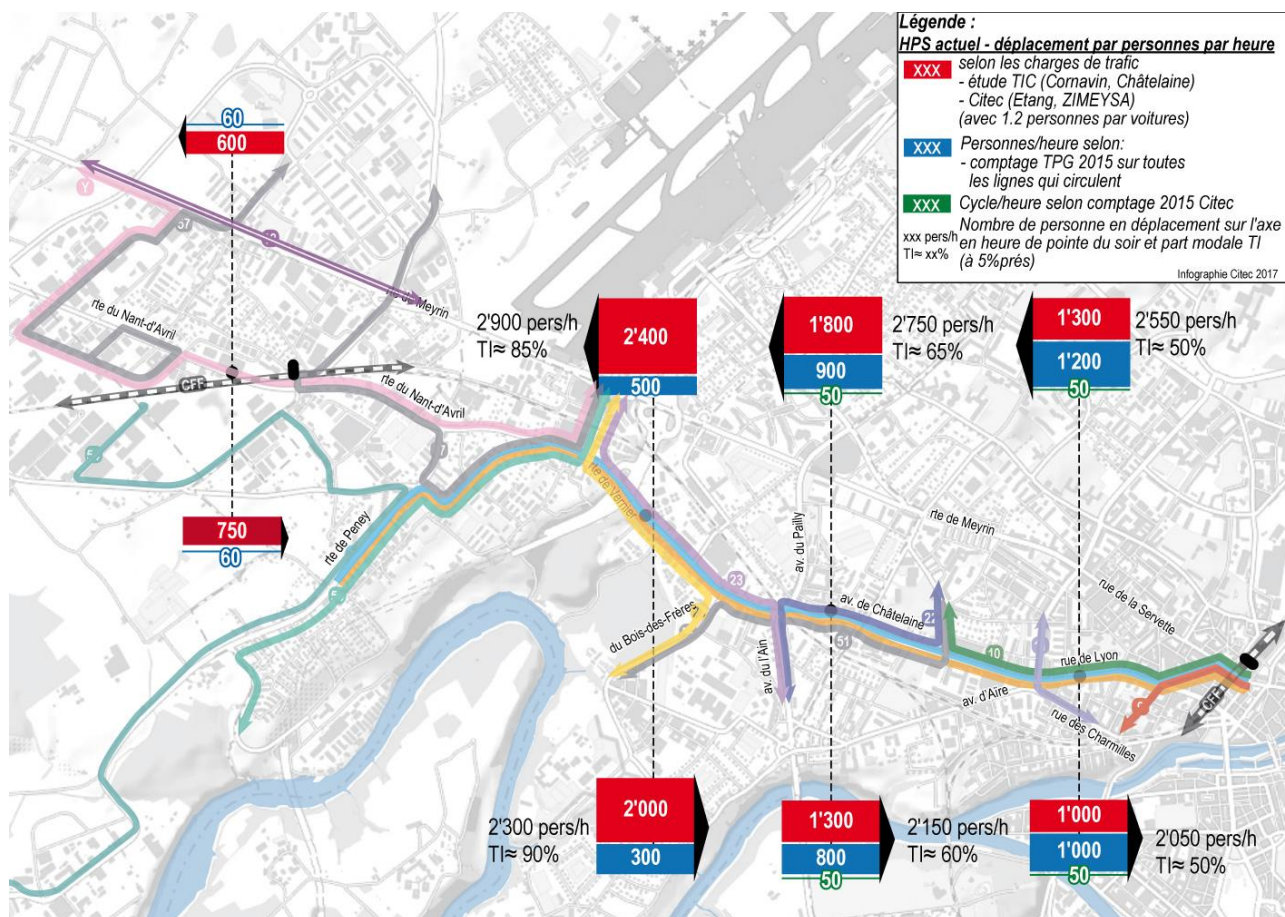 Légende :
HPS actuel - déplacement par personnes par heure
XXX selon les charges de trafic
- étude TIC (Cornavin, Châtelaine)
- Citec (Etang, ZIMEYSA)
(avec 1.2 personnes par voitures)
XXX Personnes/heure selon:
- comptage TPG 2015 sur toutes
les lignes qui circulent
XXX Cycle/heure selon comptage 2015 Citec
Nombre de personne en déplacement sur l'axe
xxx pers/h en heure de pointe du soir et part modale TI
TI≈ xx% (à 5%prés)
Infographie Citec 2017
60
600
Y
57
rte de Meyrin
rte du Nant-d'Avril
CFF
rte du Nant-d'Avril
2'900 pers/h
TI≈ 85%
2'400
500
1'800
900
50
2'750 pers/h
TI≈ 65%
1'300
1'200
50
2'550 pers/h
TI≈ 50%
750
60
rte de Peney
rte de Vernier
rte de Meyrin
av. du Pailly
23
av. de Châtelaine
22
rue de la Servette
du Bois-des-Frères
51
10
rue de Lyon
av. du l'Ain
av. d'Aïre
CFF
rue des Charmilles
2'300 pers/h
TI≈ 90%
2'000
300
1'300
800
50
2'150 pers/h
TI≈ 60%
1'000
1'000
50
2'050 pers/h
TI≈ 50%